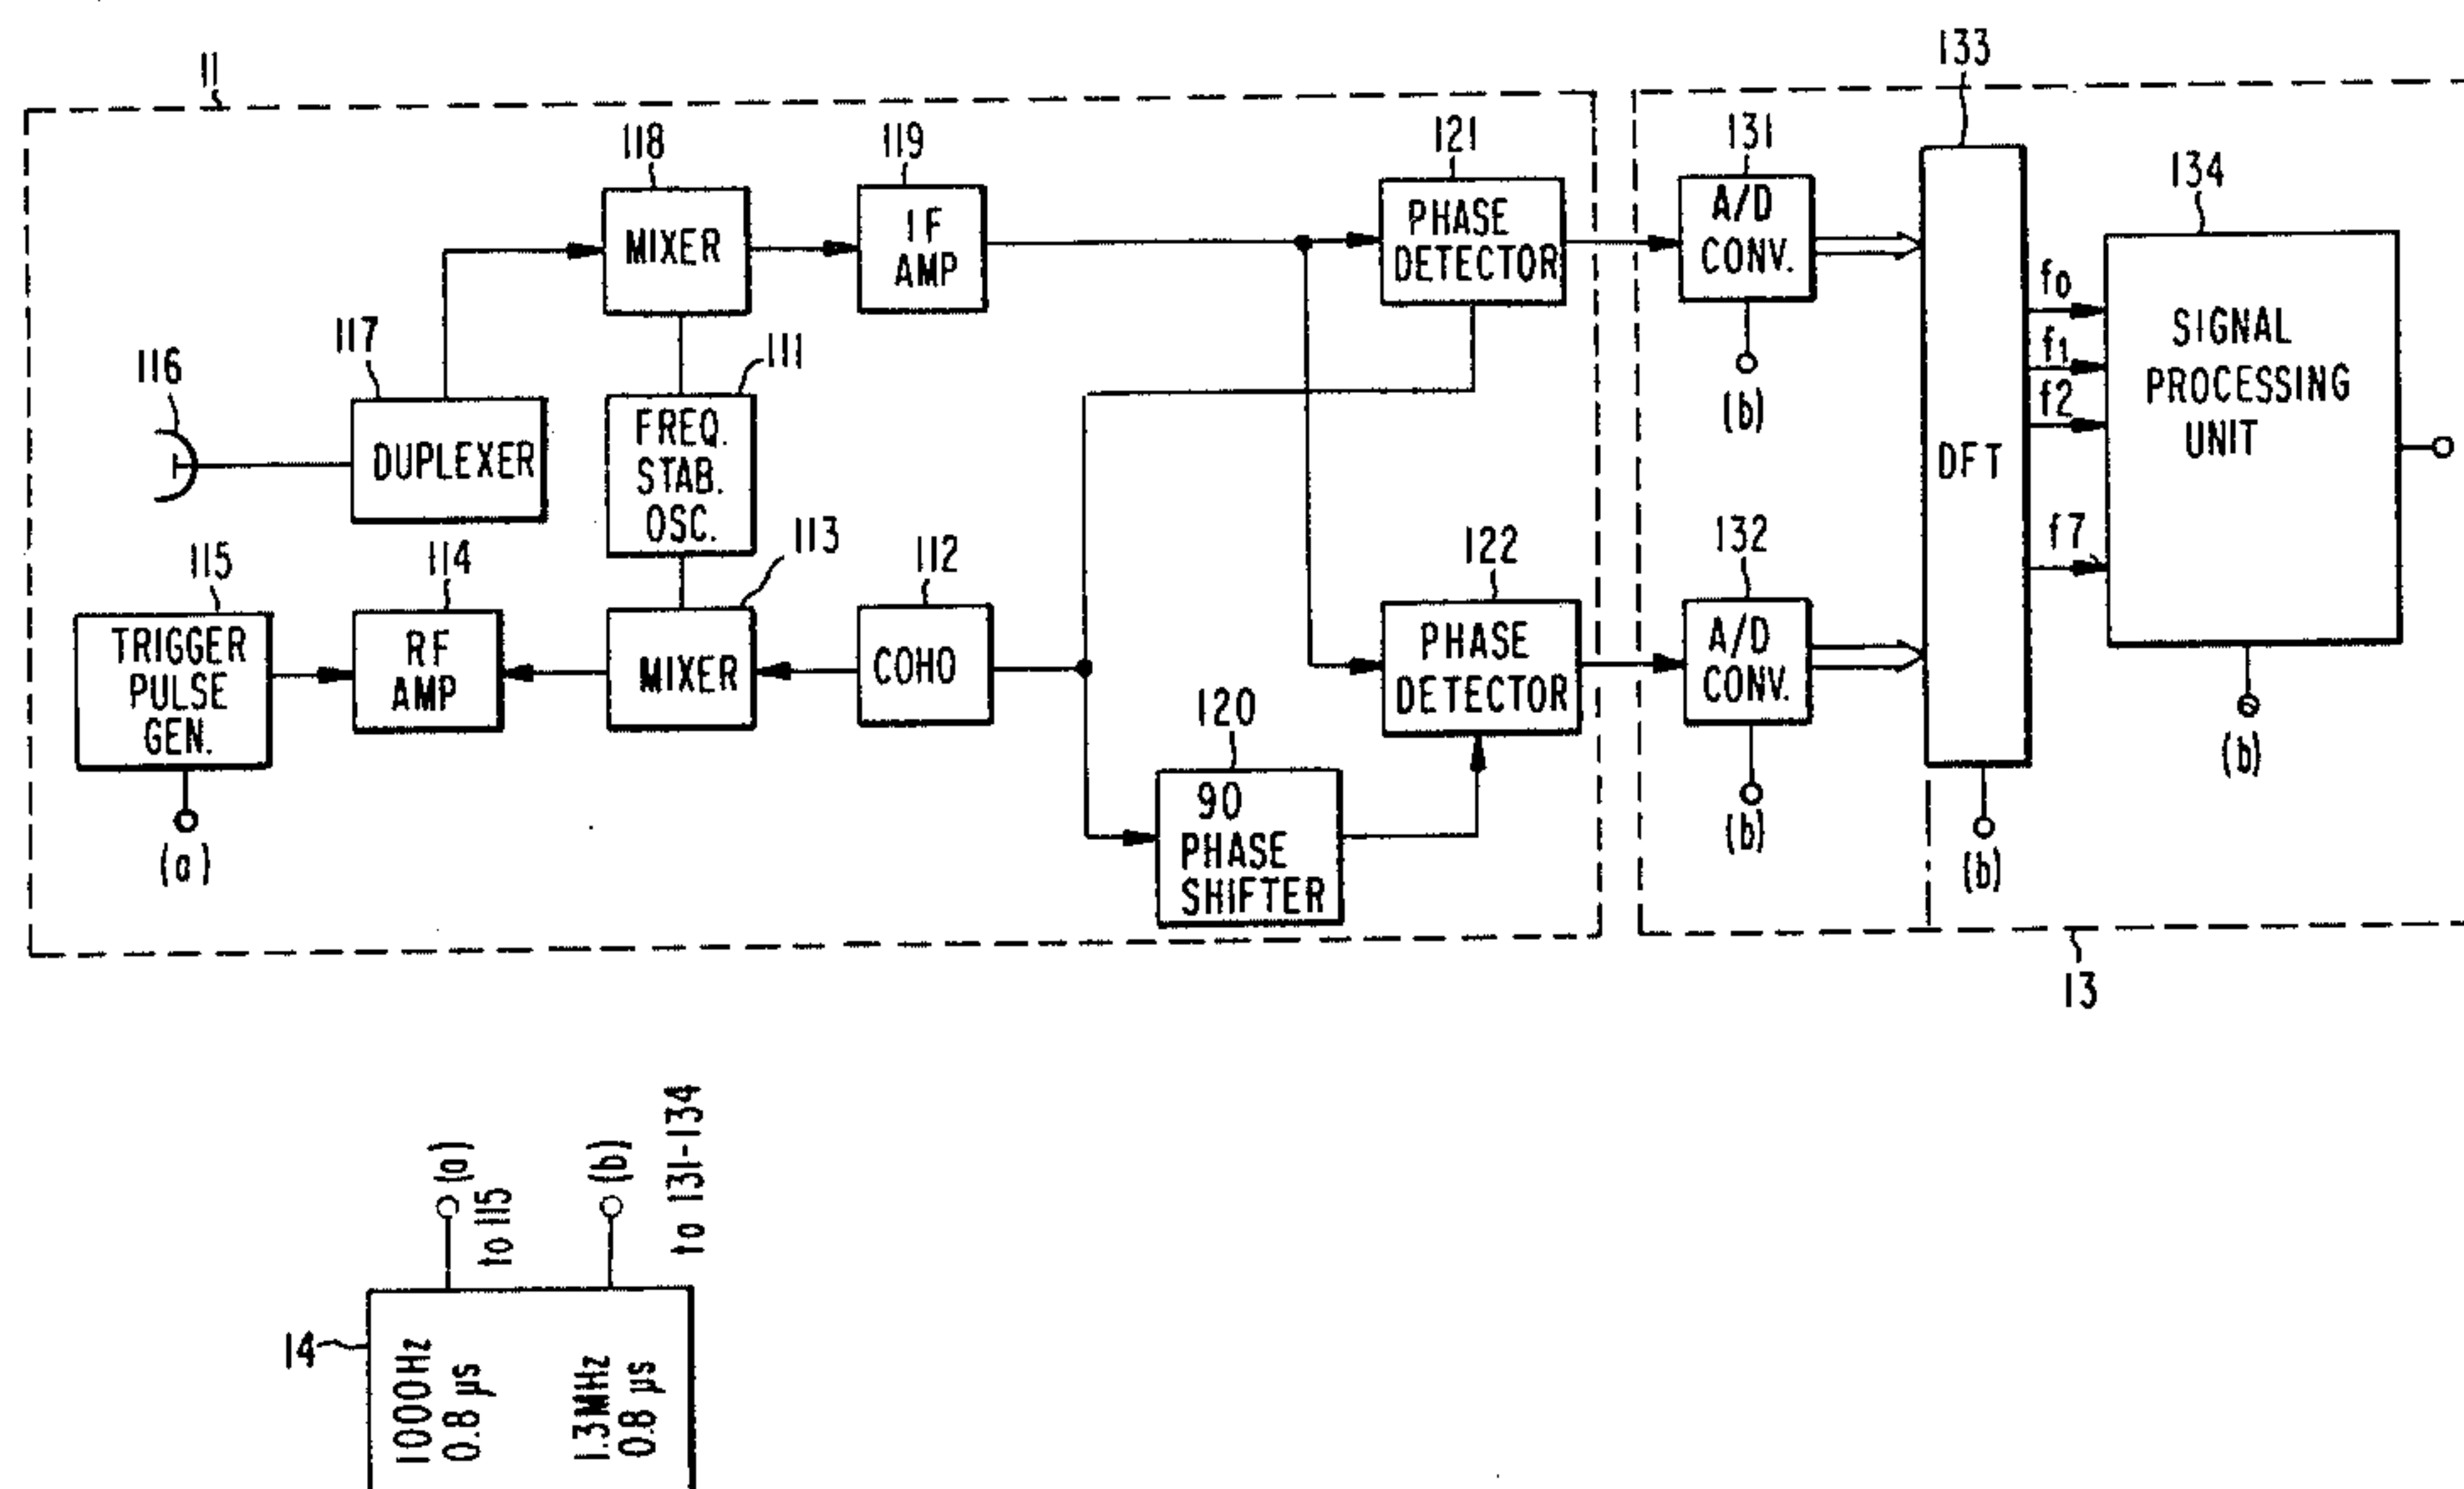 11
133
118
119
121
131
134
MIXER
IF
AMP
PHASE
DETECTOR
A/D
CONV.
f0
f1
f2
f7
SIGNAL
PROCESSING
UNIT
(b)
116
117
111
DUPLEXER
FREQ.
STAB.
OSC.
DFT
115
114
113
112
122
132
TRIGGER
PULSE
GEN.
RF
AMP
MIXER
COHO
PHASE
DETECTOR
A/D
CONV.
120
90
PHASE
SHIFTER
(a)
(b)
(b)
(b)
13
(a)
to 115
(b)
to 131-134
14
1000Hz
0.8 μs
1.3MHz
0.8 μs